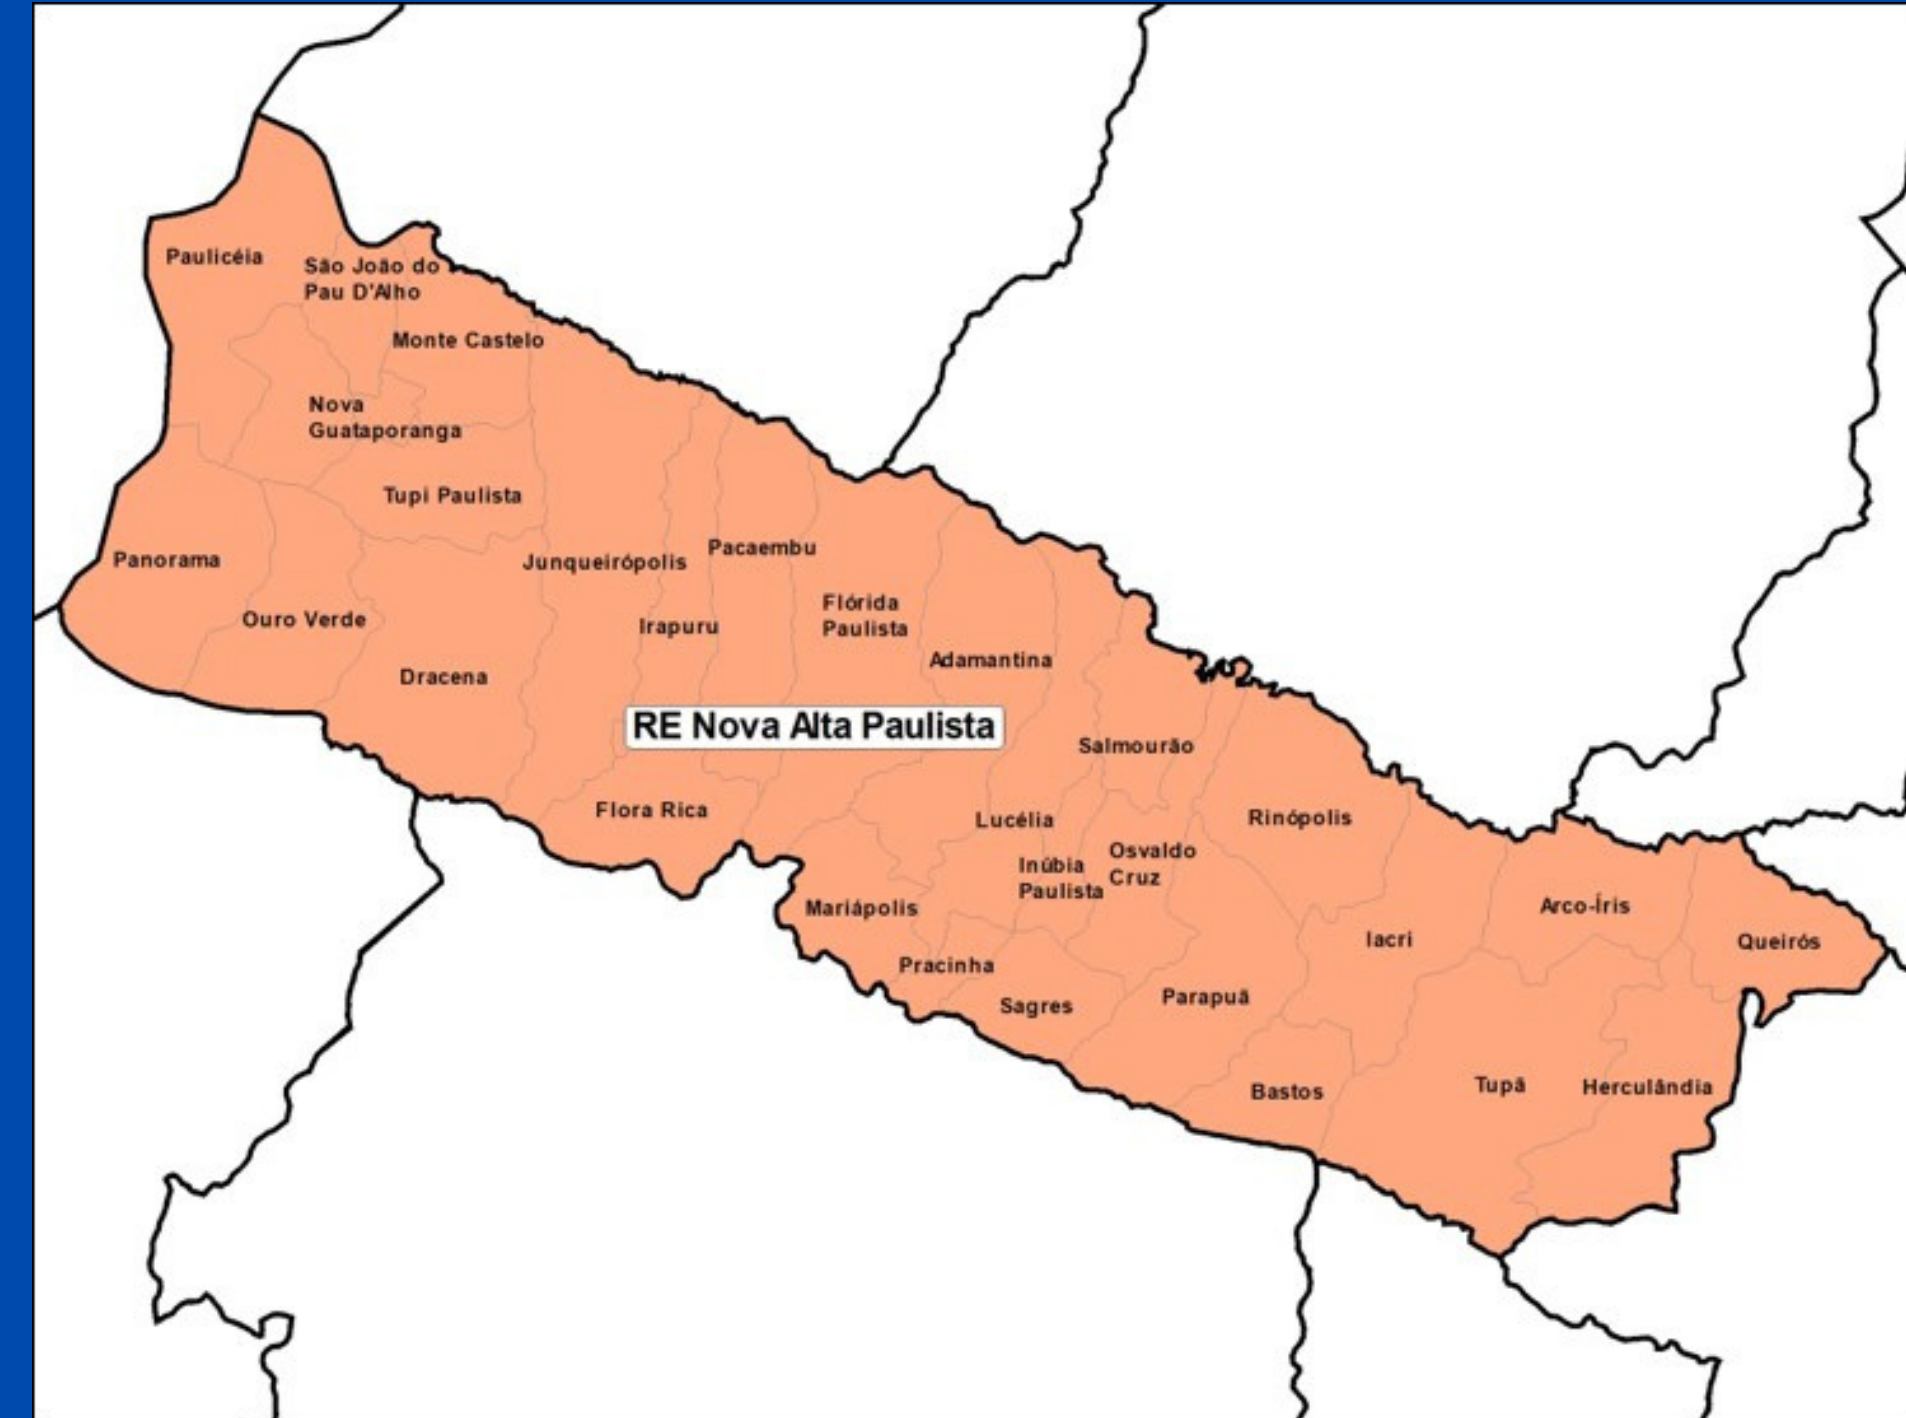 Paulicéia
São João do
Pau D'Alho
Monte Castelo
Nova
Guataporanga
Tupi Paulista
Panorama
Junqueirópolis
Pacaembu
Ouro Verde
Irapuru
Flórida
Paulista
Dracena
Adamantina
RE Nova Alta Paulista
Salmourão
Flora Rica
Lucélia
Rinópolis
Inúbia
Paulista
Osvaldo
Cruz
Mariápolis
Arco-Íris
Iacri
Queirós
Pracinha
Sagres
Parapuã
Bastos
Tupã
Herculândia